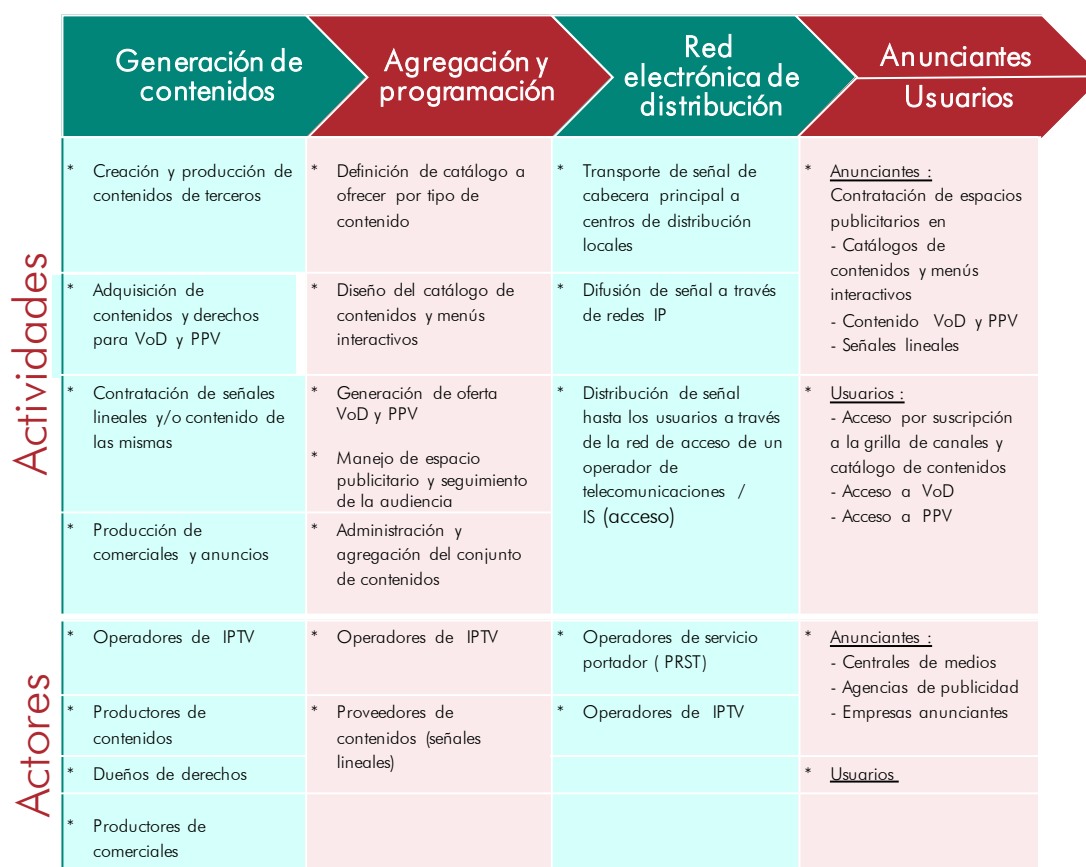 Generación de
contenidos
Agregación y
programación
Red
electrónica de
distribución
Anunciantes
Usuarios
Actividades
* Creación y producción de
contenidos de terceros
* Definición de catálogo a
ofrecer por tipo de
contenido
* Transporte de señal de
cabecera principal a
centros de distribución
locales
* Anunciantes :
Contratación de espacios
publicitarios en
- Catálogos de
contenidos y menús
interactivos
- Contenido VoD y PPV
- Señales lineales
* Adquisición de
contenidos y derechos
para VoD y PPV
* Diseño del catálogo de
contenidos y menús
interactivos
* Difusión de señal a través
de redes IP
* Contratación de señales
lineales y/o contenido de
las mismas
* Generación de oferta
VoD y PPV
* Manejo de espacio
publicitario y seguimiento
de la audiencia
* Distribución de señal
hasta los usuarios a través
de la red de acceso de un
operador de
telecomunicaciones /
IS (acceso)
* Usuarios :
- Acceso por suscripción
a la grilla de canales y
catálogo de contenidos
- Acceso a VoD
- Acceso a PPV
* Producción de
comerciales y anuncios
* Administración y
agregación del conjunto
de contenidos
Actores
* Operadores de IPTV
* Operadores de IPTV
* Operadores de servicio
portador ( PRST)
* Anunciantes :
- Centrales de medios
- Agencias de publicidad
- Empresas anunciantes
* Productores de
contenidos
* Proveedores de
contenidos (señales
lineales)
* Operadores de IPTV
* Dueños de derechos
* Usuarios
* Productores de
comerciales